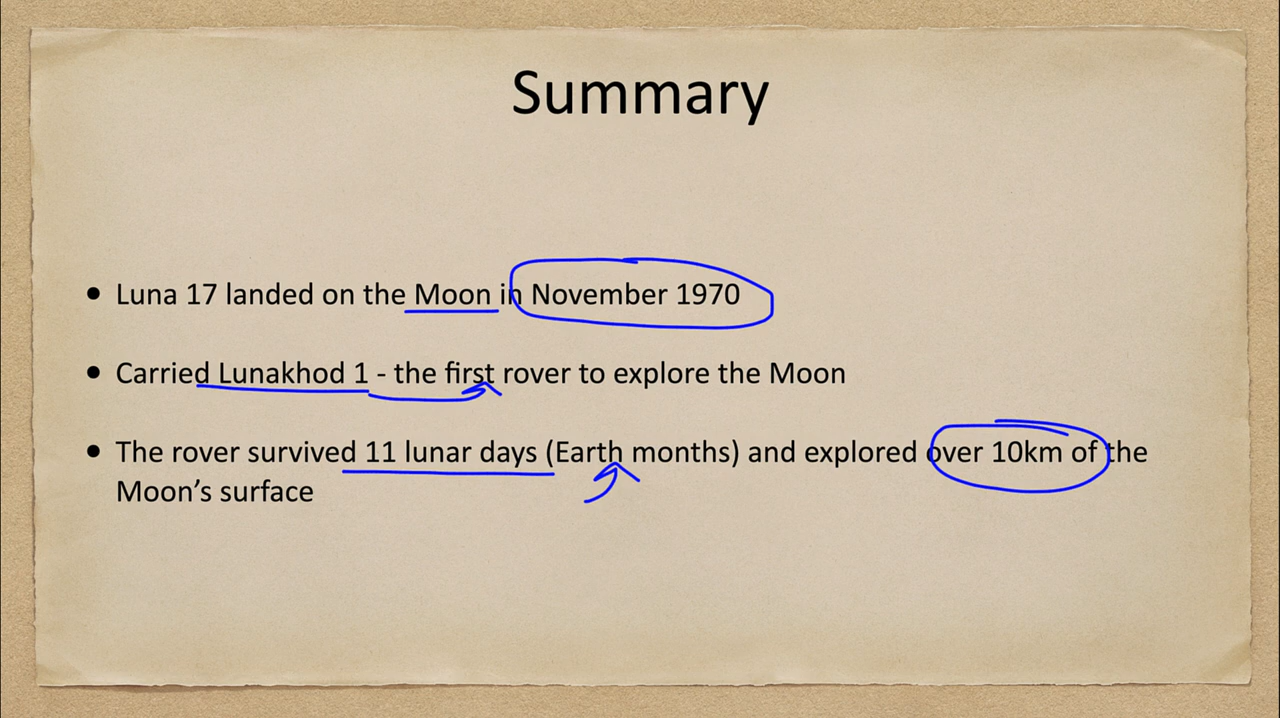 Summary
• Luna 17 landed on the Moon in November 1970
• Carried Lunakhod 1 - the first rover to explore the Moon
• The rover survived 11 lunar days (Earth months) and explored over 10km of the
Moon’s surface